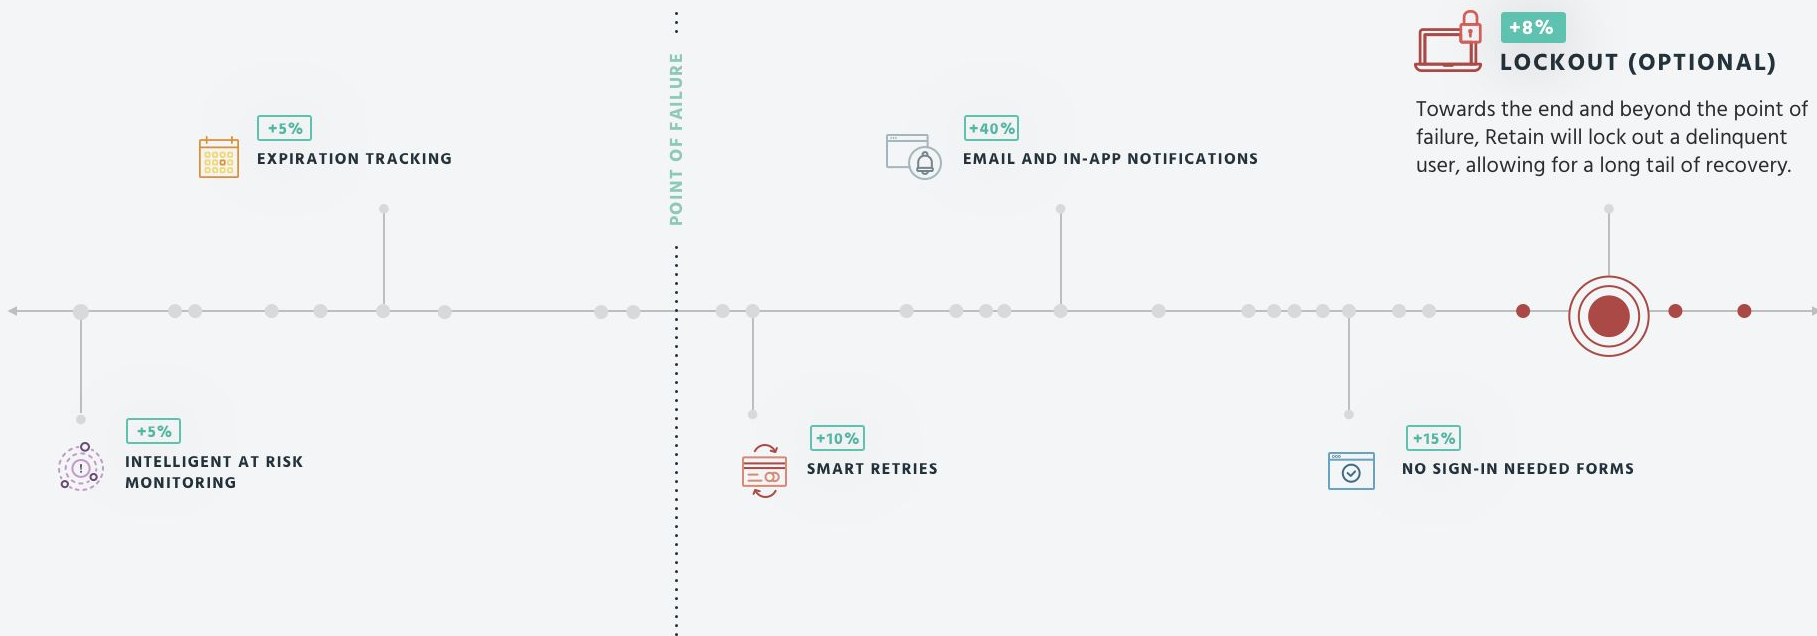 +5%
EXPIRATION TRACKING
+5%
INTELLIGENT AT RISK
MONITORING
POINT OF FAILURE
+40%
EMAIL AND IN-APP NOTIFICATIONS
+10%
SMART RETRIES
+8%
LOCKOUT (OPTIONAL)
Towards the end and beyond the point of
failure, Retain will lock out a delinquent
user, allowing for a long tail of recovery.
+15%
NO SIGN-IN NEEDED FORMS